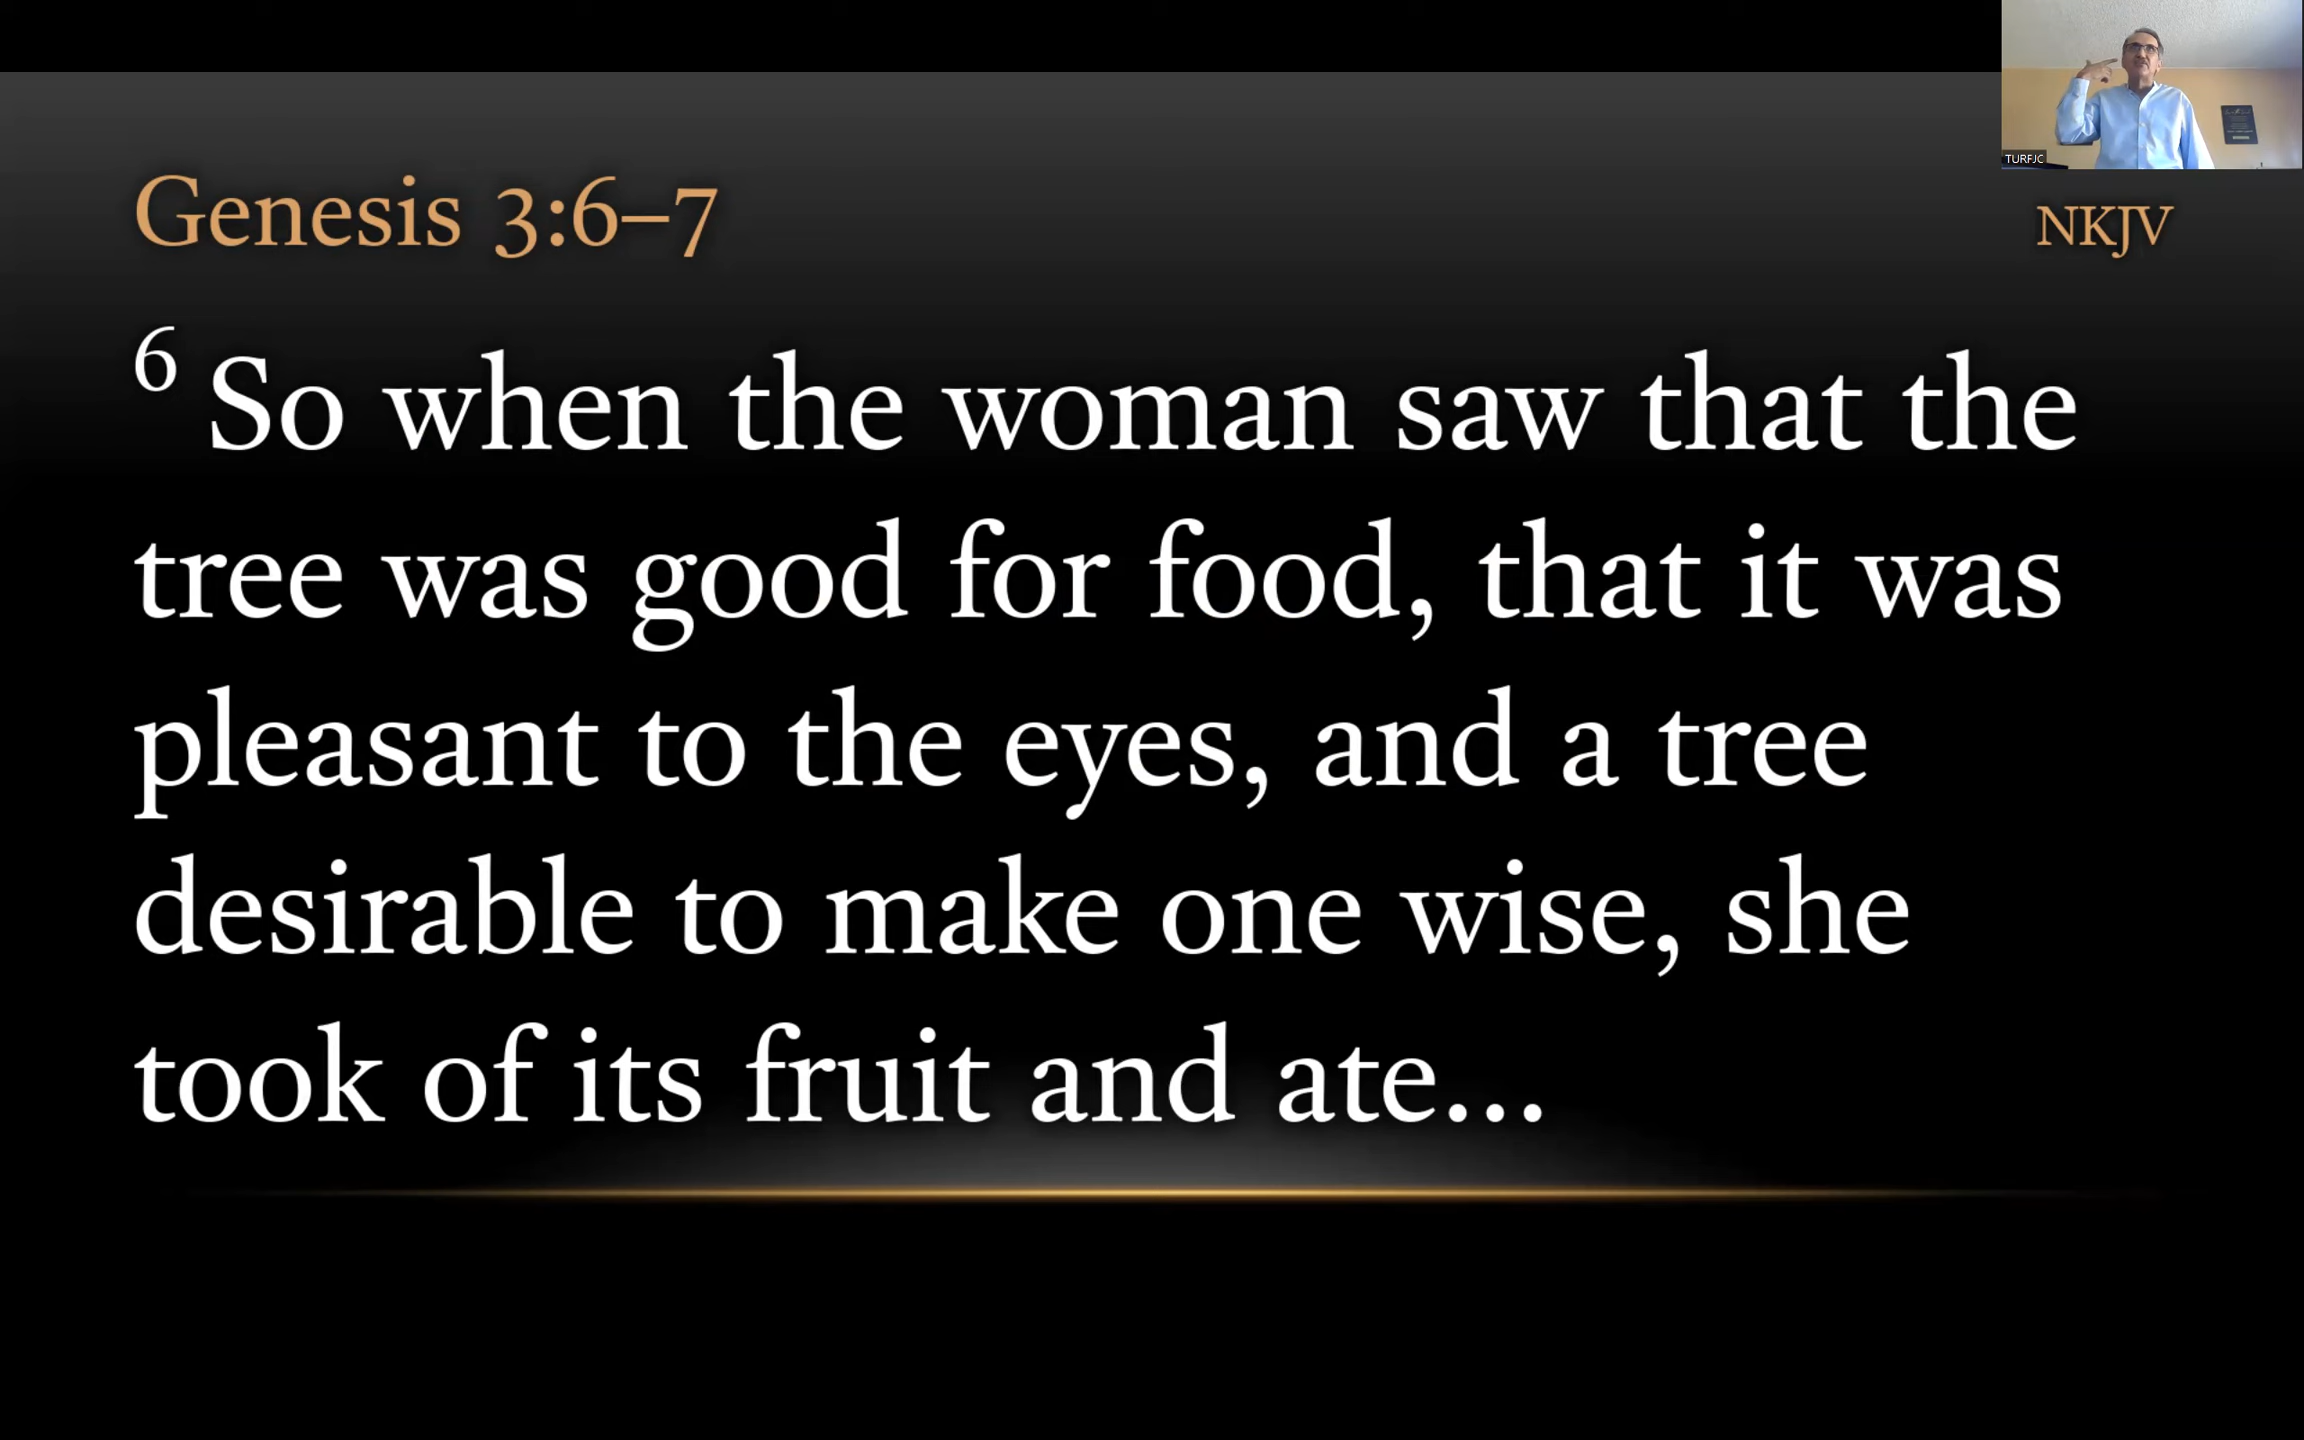 TURFJC
Genesis 3:6–7
NKJV
6 So when the woman saw that the
tree was good for food, that it was
pleasant to the eyes, and a tree
desirable to make one wise, she
took of its fruit and ate...